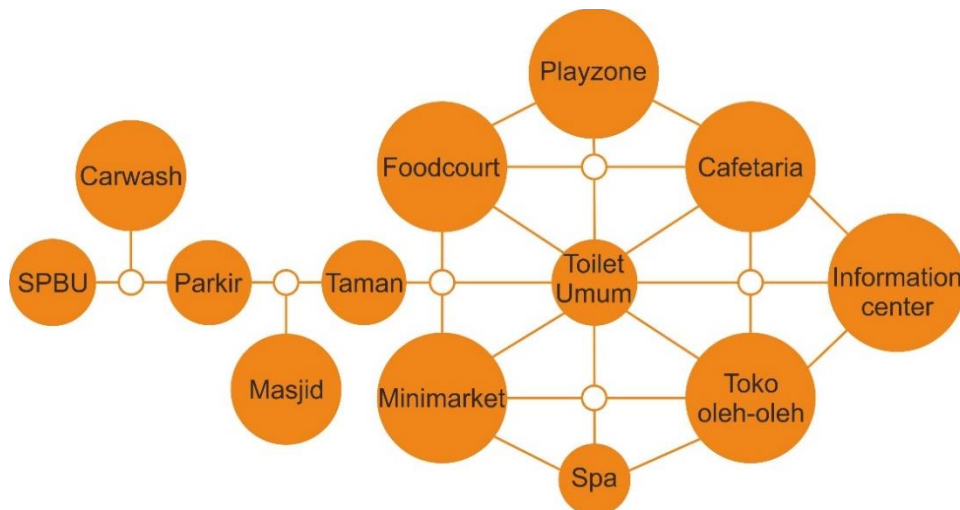 Playzone
Foodcourt
Cafetaria
Carwash
SPBU
Parkir
Taman
Toilet
Umum
Information
center
Masjid
Minimarket
Toko
oleh-oleh
Spa